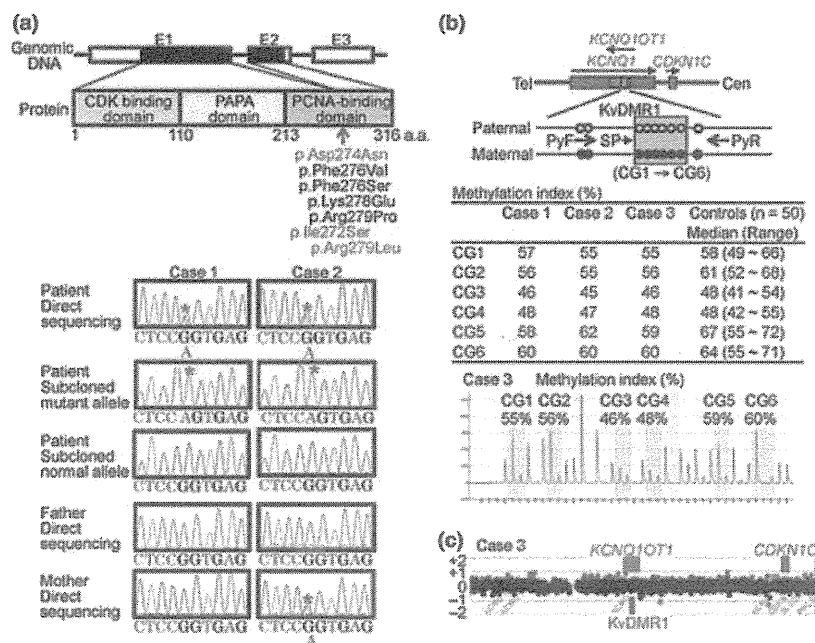 (a)
Genomic DNA
E1 E2 E3
Protein
CDK binding domain
PAPA domain
PCNA-binding domain
1 110 213 316 a.a.
p.Asp274Asn
p.Phe276Val
p.Phe276Ser
p.Lys278Glu
p.Arg279Pro
p.Ile272Ser
p.Arg279Leu
Case 1 Case 2
Patient Direct sequencing
*
*
CTCCGGTGAG CTCCGGTGAG
A A
Patient Subcloned mutant allele
*
*
CTCCAGTGAG CTCCAGTGAG
Patient Subcloned normal allele
CTCCGGTGAG CTCCGGTGAG
Father Direct sequencing
CTCCGGTGAG CTCCGGTGAG
Mother Direct sequencing
*
CTCCGGTGAG CTCCGGTGAG
A
(b)
KCNQ1OT1
KCNQ1 CDKN1C
Tel Cen
KvDMR1
Paternal
PyF SP PyR
Maternal
(CG1 → CG6)
Methylation index (%)
Case 1 Case 2 Case 3 Controls (n = 50)
Median (Range)
CG1 57 55 55 58 (49 ~ 66)
CG2 56 55 56 61 (52 ~ 68)
CG3 46 45 46 48 (41 ~ 54)
CG4 48 47 48 48 (42 ~ 55)
CG5 58 62 59 67 (55 ~ 72)
CG6 60 60 60 64 (55 ~ 71)
Case 3 Methylation index (%)
CG1 CG2 CG3 CG4 CG5 CG6
55% 56% 46% 48% 59% 60%
(c) Case 3
KCNQ1OT1 CDKN1C
+2
+1
0
−1
−2
KvDMR1